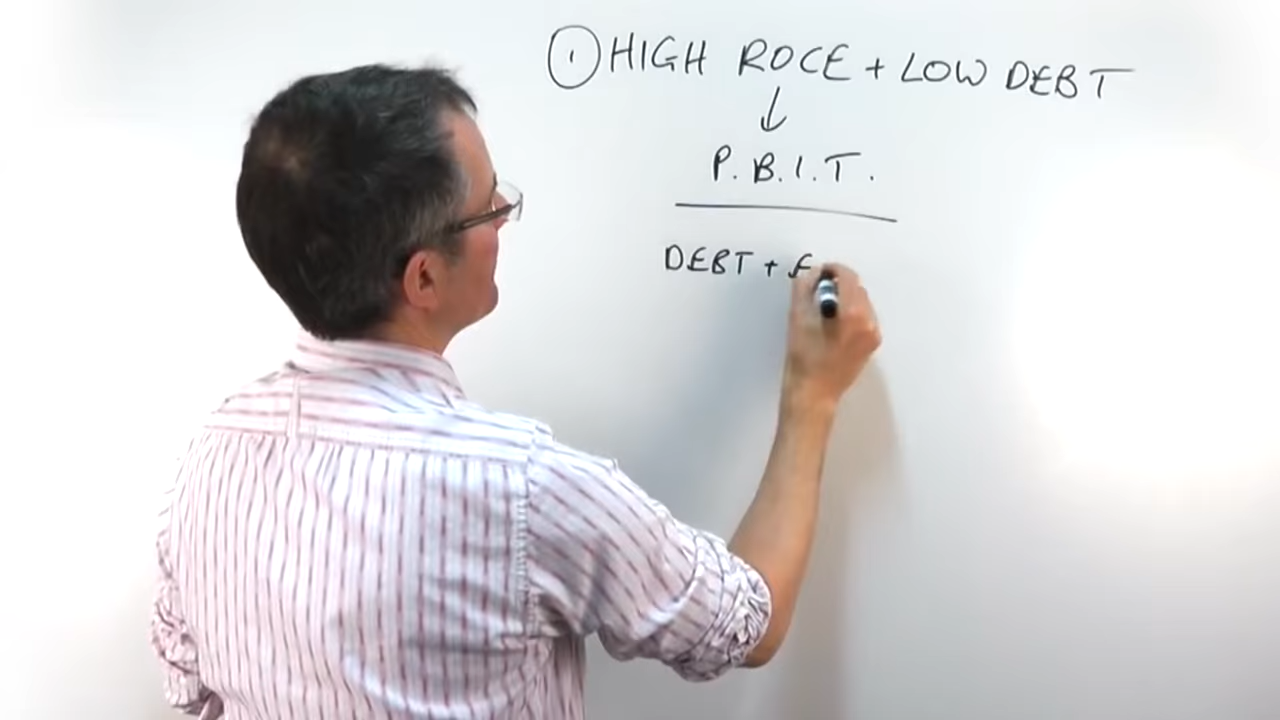 ① HIGH ROCE + LOW DEBT
↓
P. B. I. T.
DEBT + E